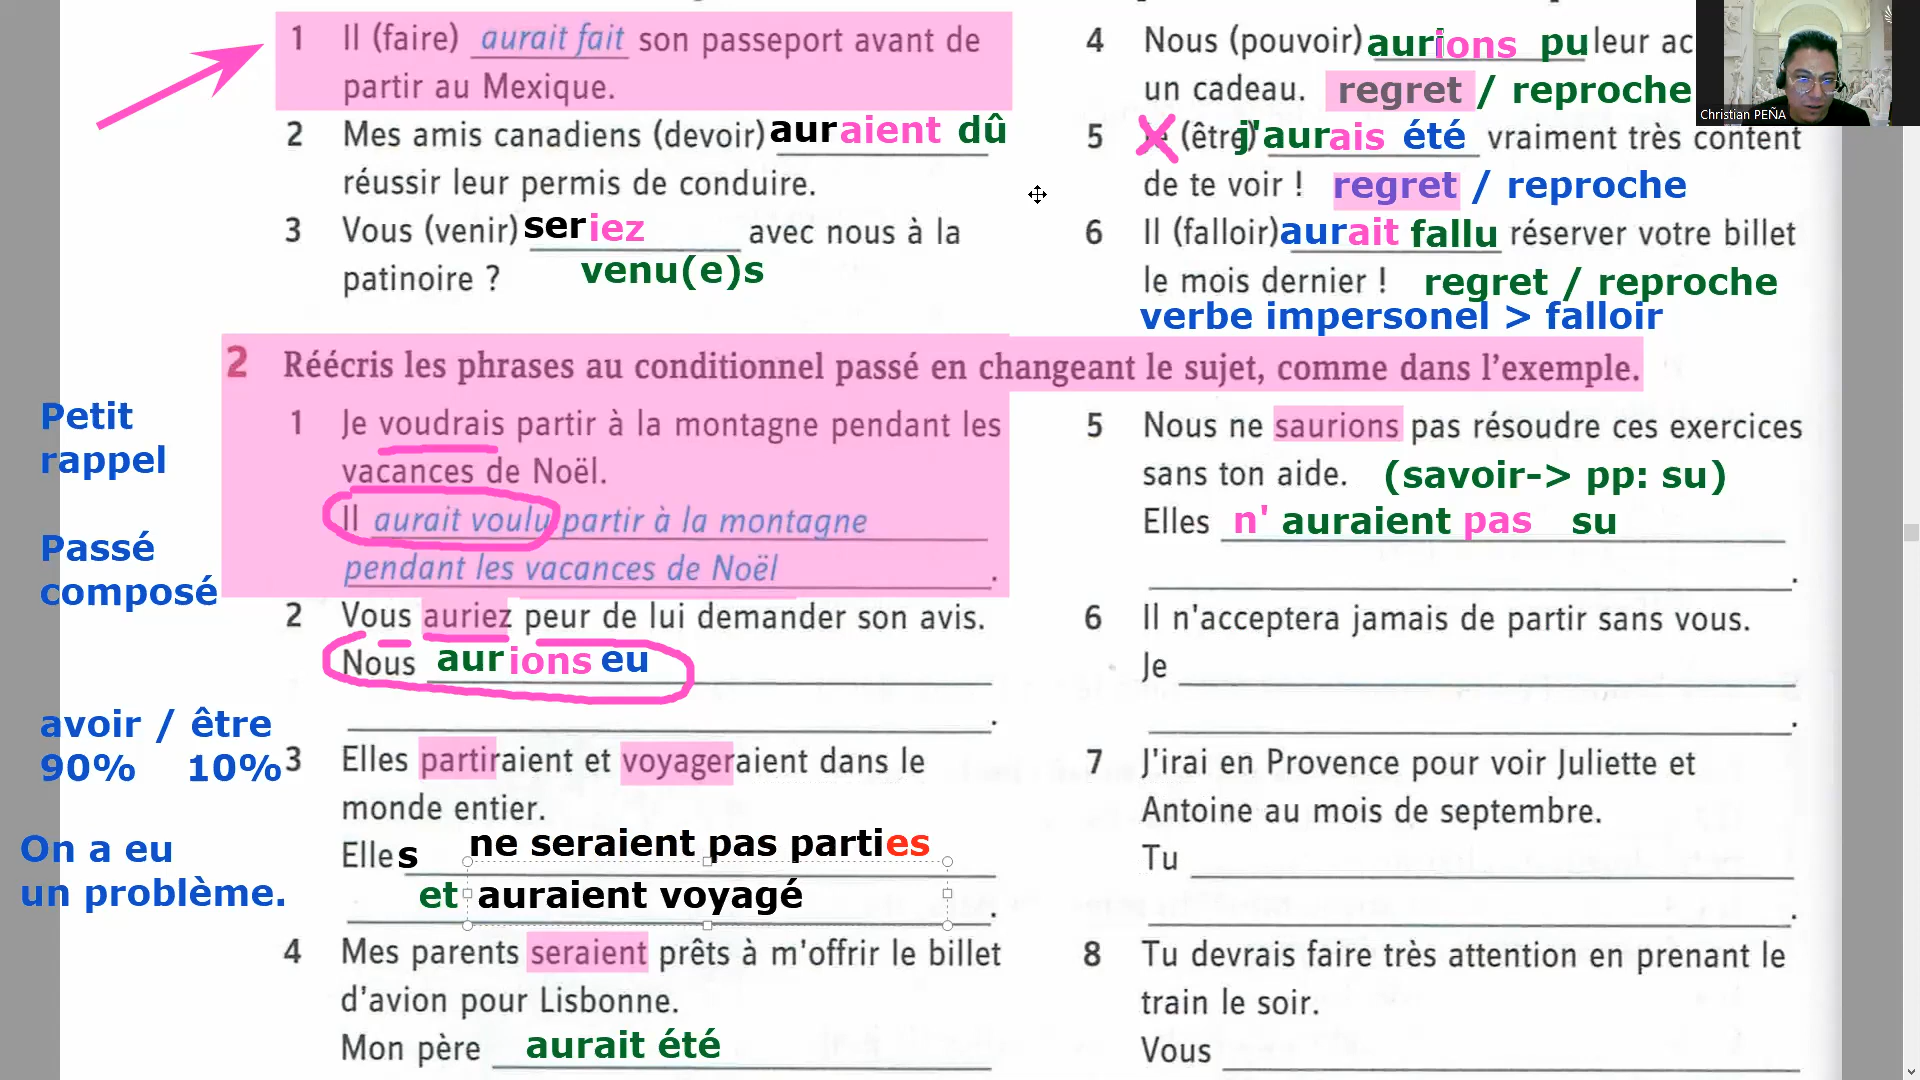 1 Il (faire) aurait fait son passeport avant de
partir au Mexique.
2 Mes amis canadiens (devoir) auraient dû
réussir leur permis de conduire.
3 Vous (venir) seriez avec nous à la
patinoire ? venu(e)s
4 Nous (pouvoir) aurions pu leur ac
un cadeau. regret / reproche
Christian PEÑA
5 (être) j'aurais été vraiment très content
de te voir ! regret / reproche
6 Il (falloir) aurait fallu réserver votre billet
le mois dernier ! regret / reproche
verbe impersonel > falloir
2 Réécris les phrases au conditionnel passé en changeant le sujet, comme dans l'exemple.
Petit
rappel
Passé
composé
avoir / être
90% 10%
On a eu
un problème.
1 Je voudrais partir à la montagne pendant les
vacances de Noël.
Il aurait voulu partir à la montagne
pendant les vacances de Noël.
2 Vous auriez peur de lui demander son avis.
Nous aurions eu
.
3 Elles partiraient et voyageraient dans le
monde entier.
Elles ne seraient pas parties
et auraient voyagé .
4 Mes parents seraient prêts à m'offrir le billet
d'avion pour Lisbonne.
Mon père aurait été
5 Nous ne saurions pas résoudre ces exercices
sans ton aide. (savoir-> pp: su)
Elles n' auraient pas su
.
6 Il n'acceptera jamais de partir sans vous.
Je
.
7 J'irai en Provence pour voir Juliette et
Antoine au mois de septembre.
Tu
.
8 Tu devrais faire très attention en prenant le
train le soir.
Vous